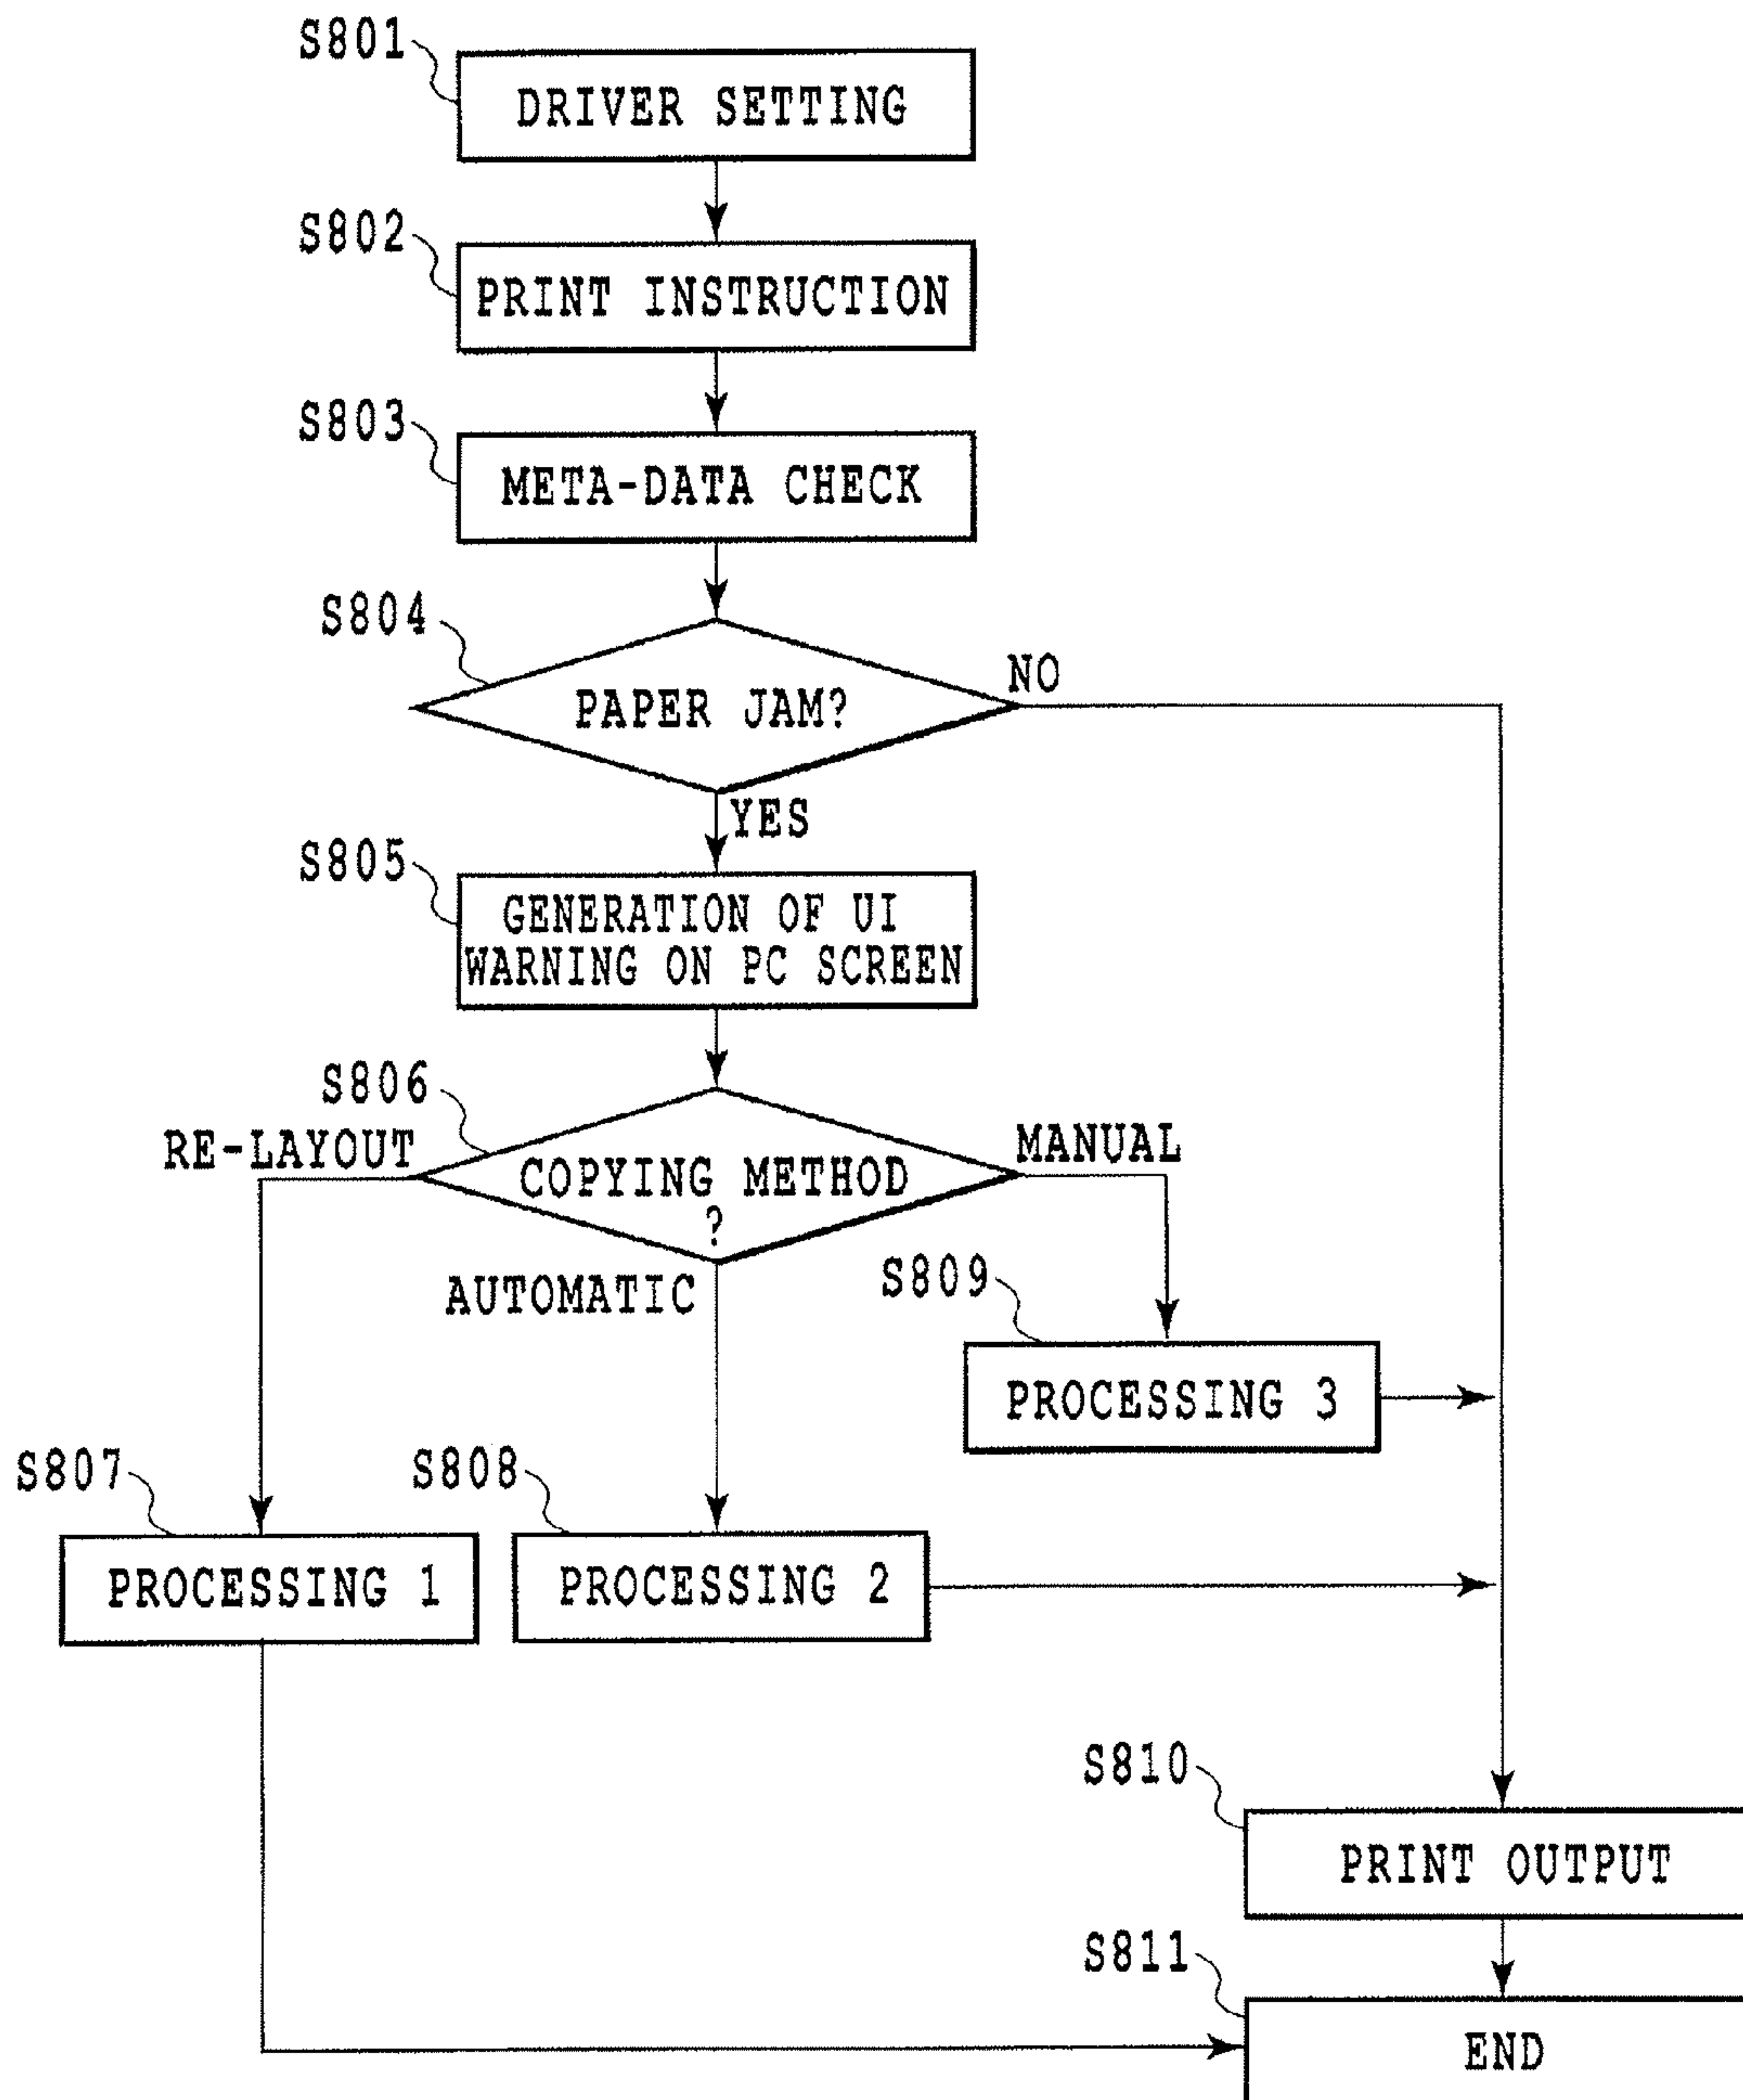 S801
DRIVER SETTING
S802
PRINT INSTRUCTION
S803
META-DATA CHECK
S804
PAPER JAM?
NO
YES
S805
GENERATION OF UI
WARNING ON PC SCREEN
S806
RE-LAYOUT
COPYING METHOD
?
MANUAL
AUTOMATIC
S809
PROCESSING 3
S807
PROCESSING 1
S808
PROCESSING 2
S810
PRINT OUTPUT
S811
END